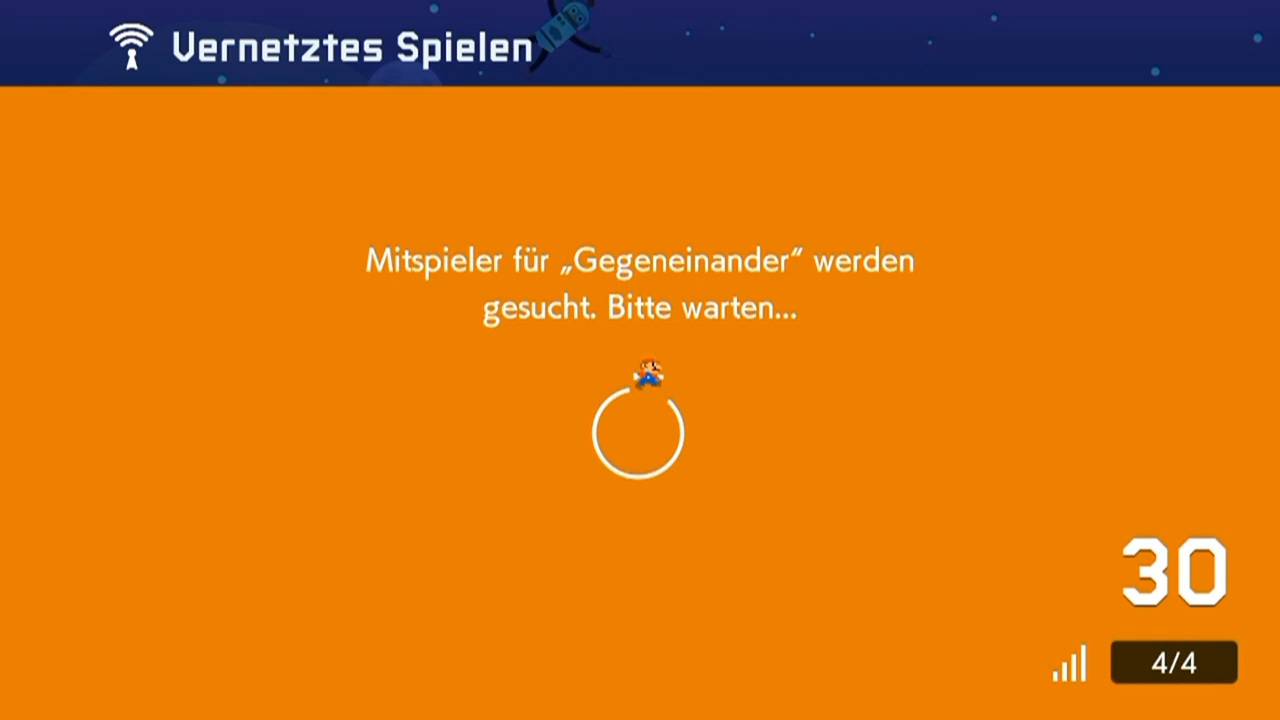 Vernetztes Spielen
Mitspieler für „Gegeneinander” werden
gesucht. Bitte warten...
30
4/4